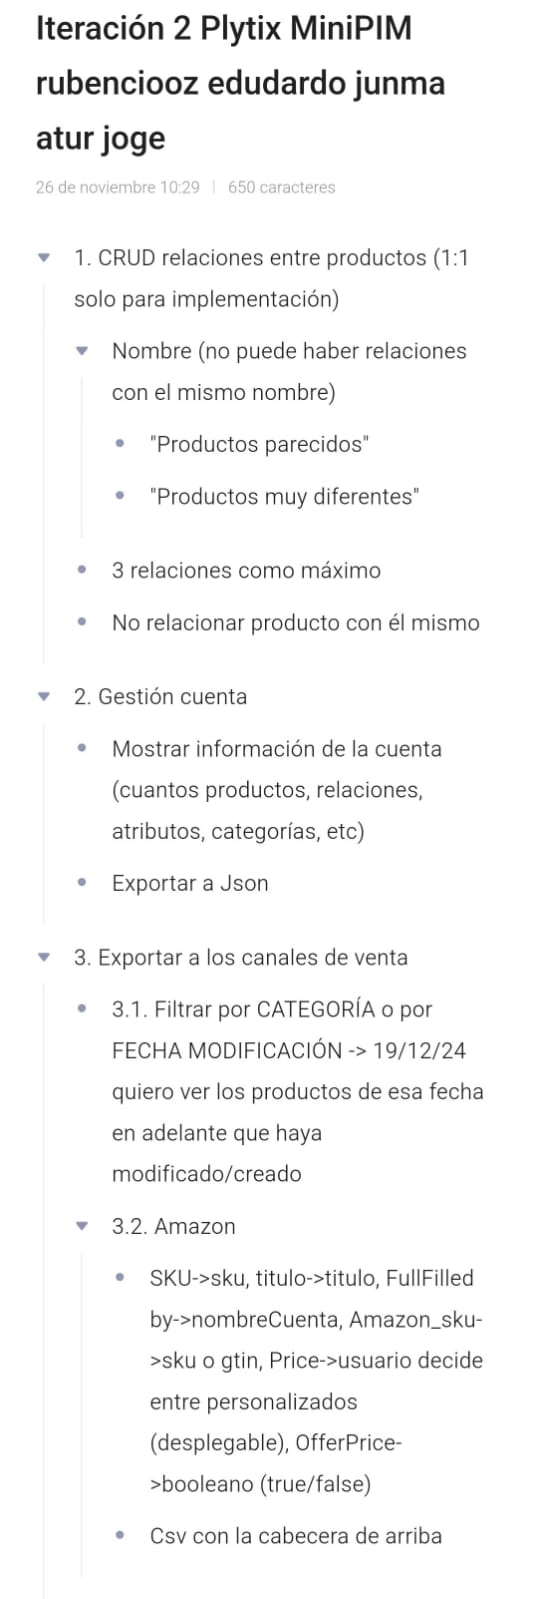 Iteración 2 Plytix MiniPIM
rubenciooz edudardo junma
atur joge
26 de noviembre 10:29 | 650 caracteres
1. CRUD relaciones entre productos (1:1
solo para implementación)
Nombre (no puede haber relaciones
con el mismo nombre)
"Productos parecidos"
"Productos muy diferentes"
3 relaciones como máximo
No relacionar producto con él mismo
2. Gestión cuenta
Mostrar información de la cuenta
(cuantos productos, relaciones,
atributos, categorías, etc)
Exportar a Json
3. Exportar a los canales de venta
3.1. Filtrar por CATEGORÍA o por
FECHA MODIFICACIÓN -> 19/12/24
quiero ver los productos de esa fecha
en adelante que haya
modificado/creado
3.2. Amazon
SKU->sku, titulo->titulo, FullFilled
by->nombreCuenta, Amazon_sku-
>sku o gtin, Price->usuario decide
entre personalizados
(desplegable), OfferPrice-
>booleano (true/false)
Csv con la cabecera de arriba